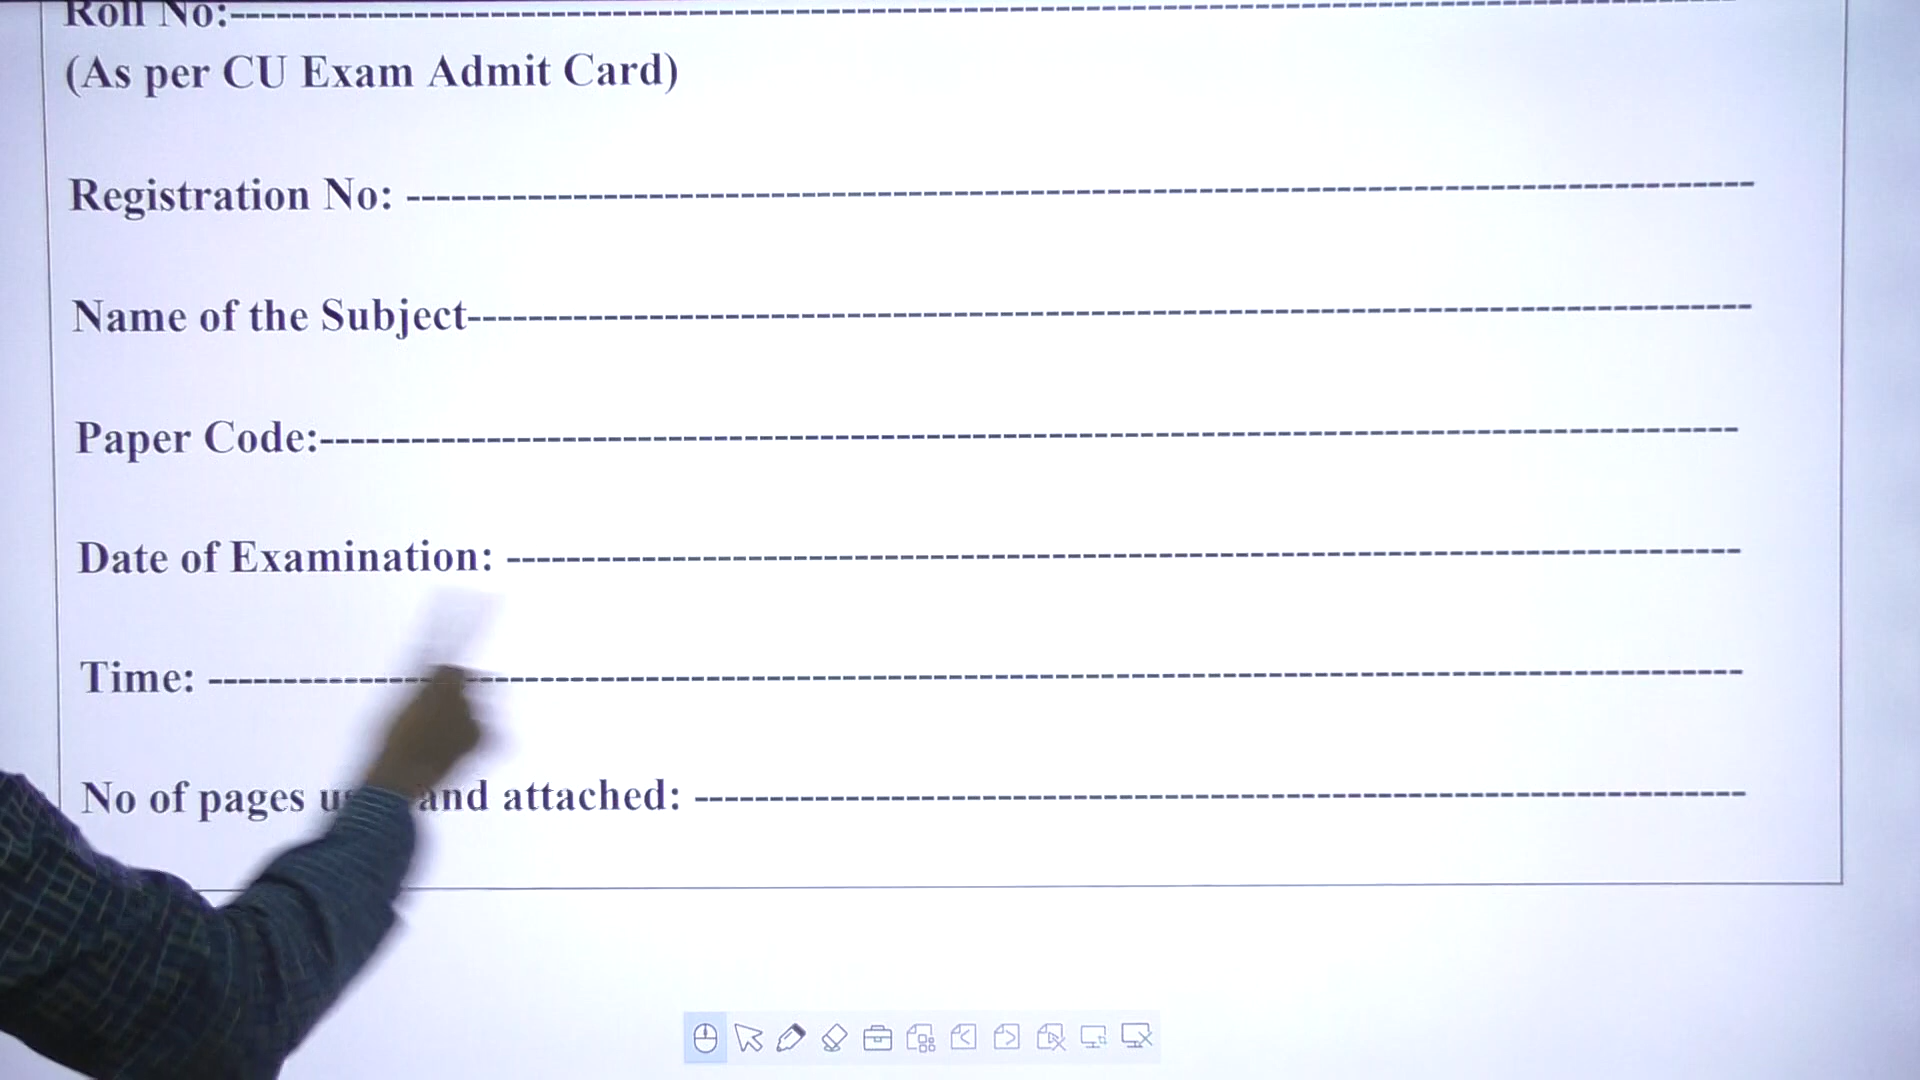 Roll No:--------------------------------------------------------------------------------
(As per CU Exam Admit Card)
Registration No: --------------------------------------------------------------------------------
Name of the Subject--------------------------------------------------------------------------------
Paper Code:--------------------------------------------------------------------------------
Date of Examination: --------------------------------------------------------------------------------
Time: --------------------------------------------------------------------------------
No of pages and attached: ----------------------------------------------------------------------